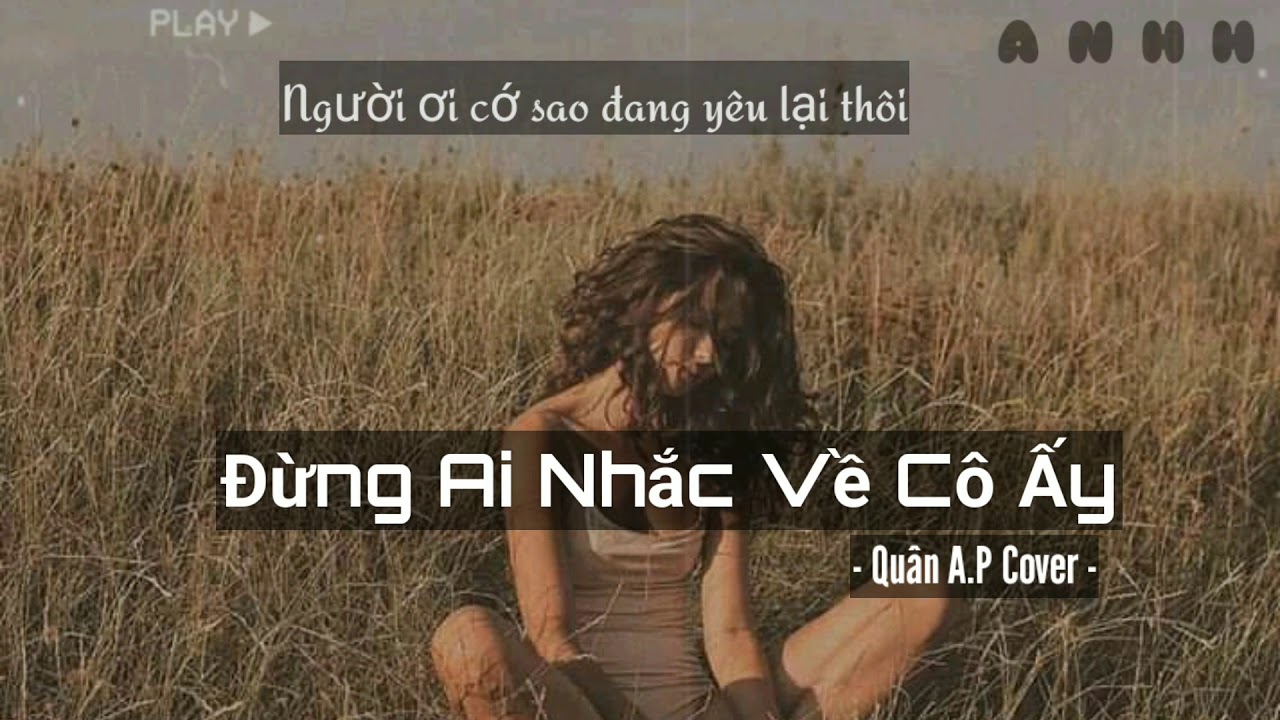 PLAY ▶
A N H H
Người ơi cớ sao đang yêu lại thôi
Đừng Ai Nhắc Về Cô Ấy
- Quân A.P Cover -